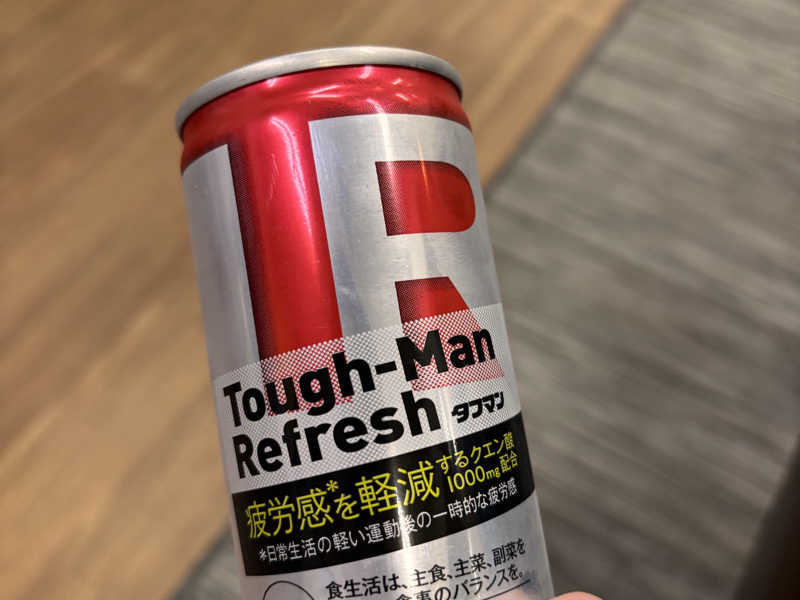 TR
Tough-Man
Refresh タフマン
疲労感*を軽減するクエン酸
1000mg配合
*日常生活の軽い運動後の一時的な疲労感
食生活は、主食、主菜、副菜を
食事のバランスを。